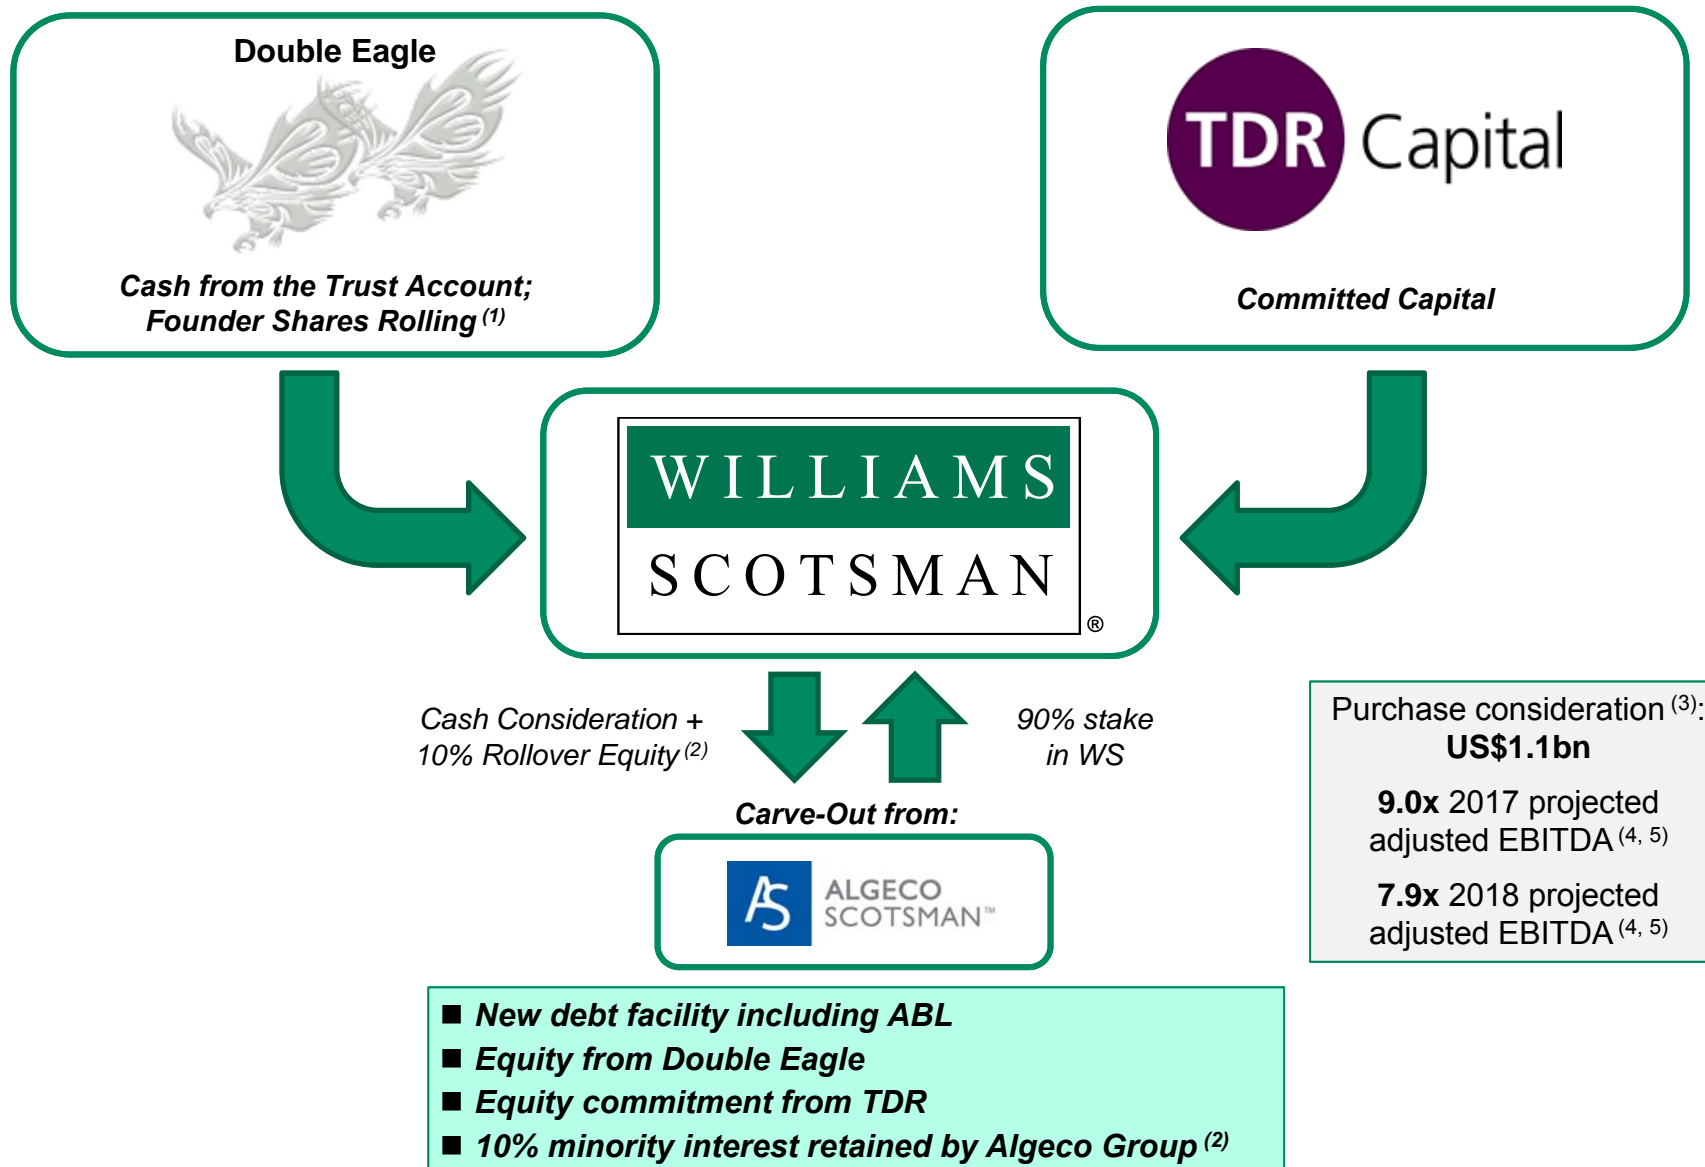 Double Eagle
Cash from the Trust Account;
Founder Shares Rolling (1)
TDR Capital
Committed Capital
WILLIAMS
SCOTSMAN
®
Cash Consideration +
10% Rollover Equity (2)
90% stake
in WS
Carve-Out from:
AS
ALGECO
SCOTSMAN™
Purchase consideration (3):
US$1.1bn
9.0x 2017 projected
adjusted EBITDA (4, 5)
7.9x 2018 projected
adjusted EBITDA (4, 5)
■ New debt facility including ABL
■ Equity from Double Eagle
■ Equity commitment from TDR
■ 10% minority interest retained by Algeco Group (2)